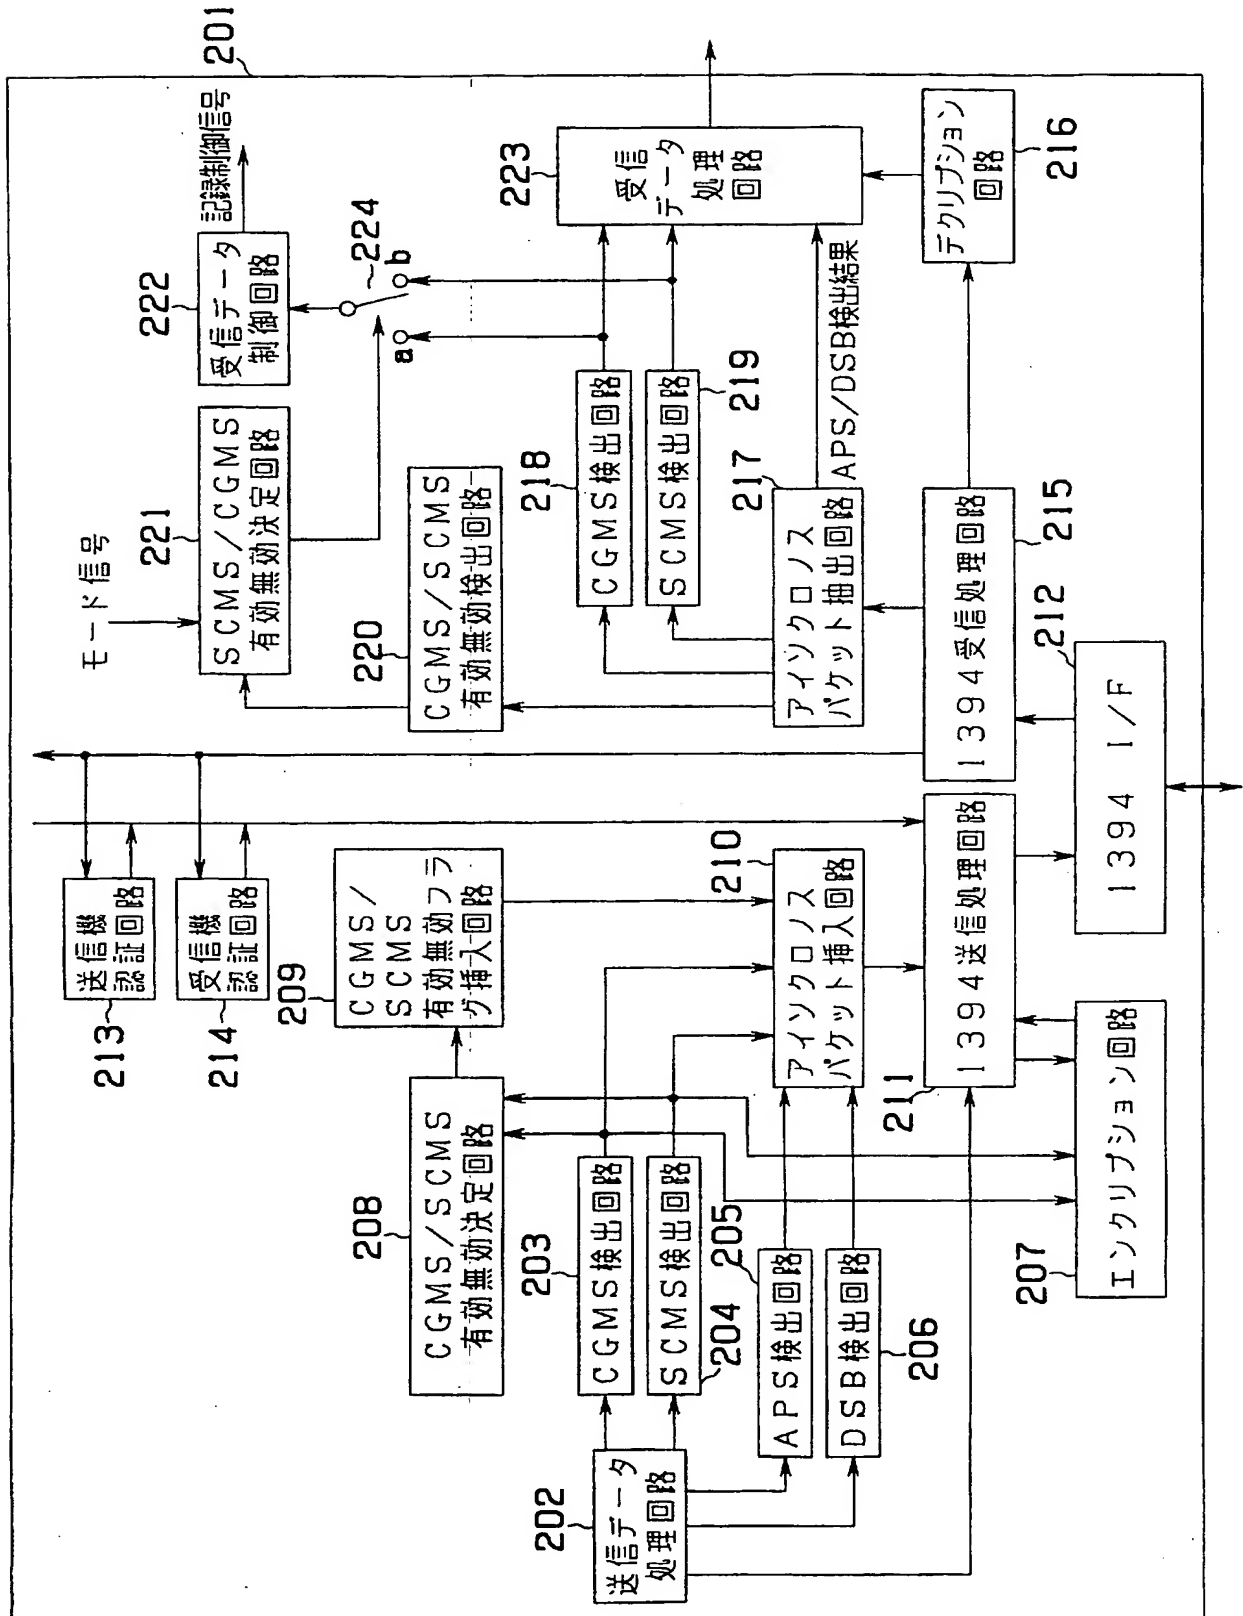 201
記録制御信号
222
受信データ
制御回路
224
a
b
モード信号
221
SCMS/CGMS
有効無効決定回路
220
CGMS/SCMS
有効無効検出回路
223
受信
データ
処理
回路
218
CGMS検出回路
SCMS検出回路
219
217
アイソクロノス
パケット抽出回路
APS/DSB検出結果
デクリプション
回路
216
1394受信処理回路
215
212
1394 I/F
送信機
認証回路
213
受信機
認証回路
214
209
CGMS/
SCMS
有効無効フラ
グ挿入回路
208
CGMS/SCMS
有効無効決定回路
210
アイソクロノス
パケット挿入回路
211
1394送信処理回路
203
CGMS検出回路
SCMS検出回路
204
205
APS検出回路
DSB検出回路
206
202
送信データ
処理回路
207
エンクリプション回路